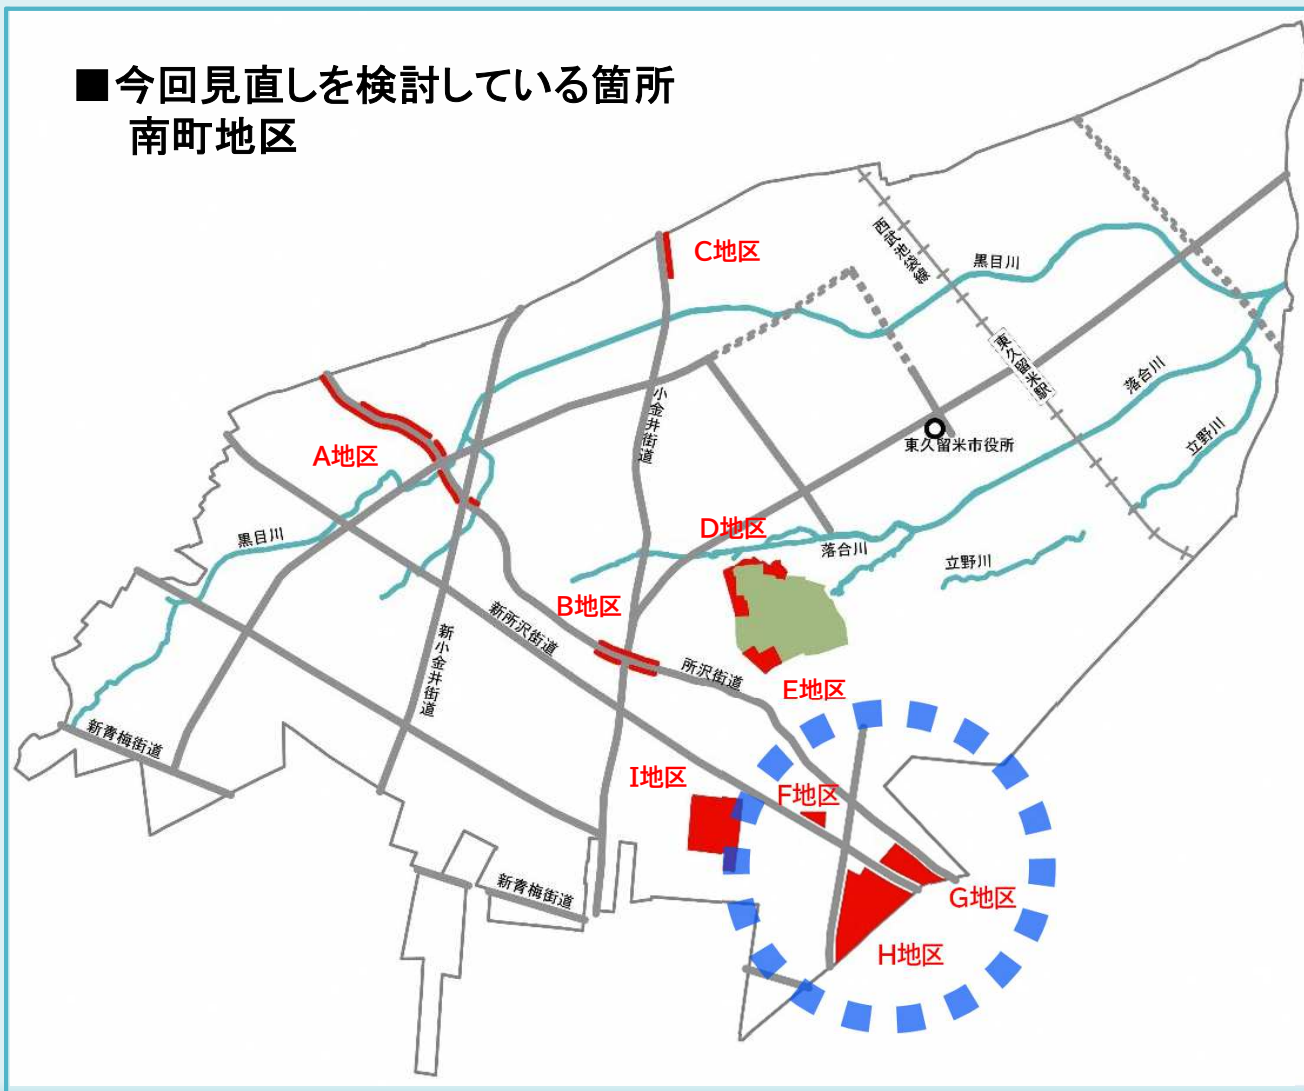 ■今回見直しを検討している箇所
南町地区
C地区
西武池袋線
黒目川
東久留米駅
落合川
小金井街道
東久留米市役所
立野川
A地区
D地区
黒目川
落合川
立野川
B地区
新所沢街道
新小金井街道
所沢街道
E地区
新青梅街道
I地区
F地区
新青梅街道
G地区
H地区